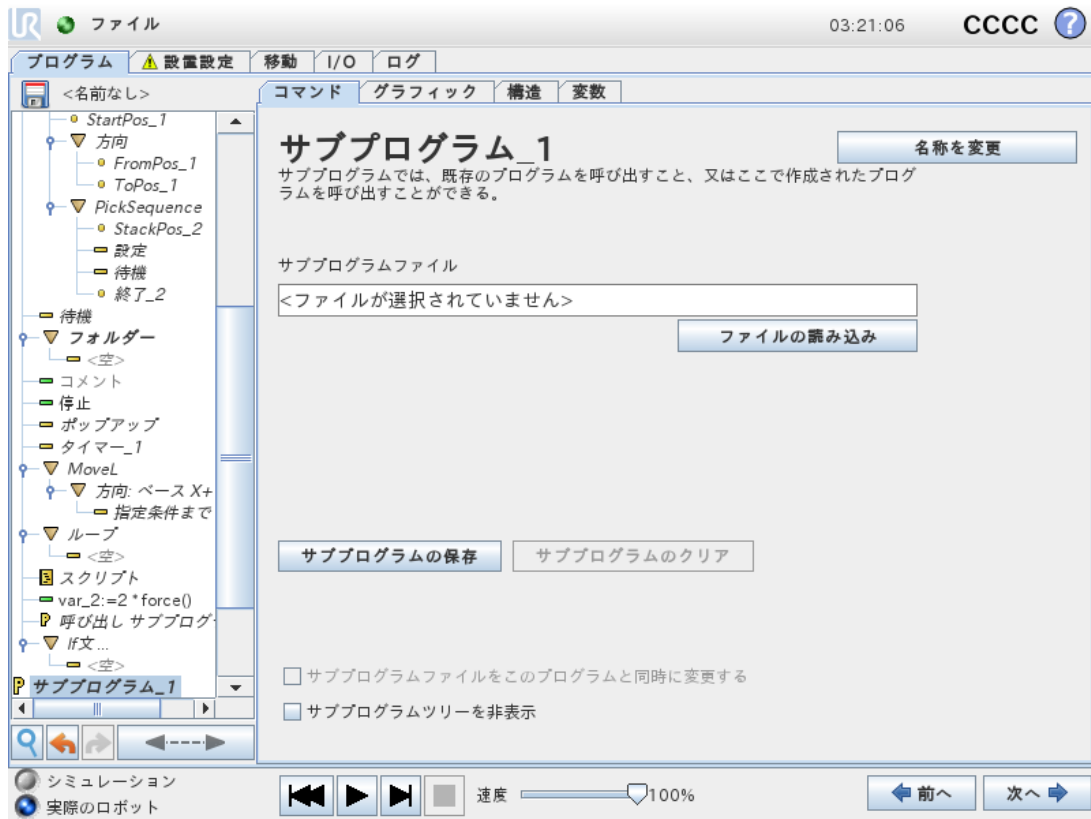 UR ファイル 03:21:06 CCCC ?
プログラム 設置設定 移動 I/O ログ
<名前なし>
コマンド グラフィック 構造 変数
StartPos_1
方向
FromPos_1
ToPos_1
PickSequence
StackPos_2
設定
待機
終了_2
待機
フォルダー
<空>
コメント
停止
ポップアップ
タイマー_1
MoveL
方向: ベース X+
指定条件まで
ループ
<空>
スクリプト
var_2:=2 * force()
P 呼び出し サブプログ
If文 ...
<空>
P サブプログラム_1
サブプログラム_1
名称を変更
サブプログラムでは、既存のプログラムを呼び出すこと、又はここで作成されたプログ
ラムを呼び出すことができる。
サブプログラムファイル
<ファイルが選択されていません>
ファイルの読み込み
サブプログラムの保存 サブプログラムのクリア
サブプログラムファイルをこのプログラムと同時に変更する
サブプログラムツリーを非表示
シミュレーション
実際のロボット
速度 100%
前へ 次へ